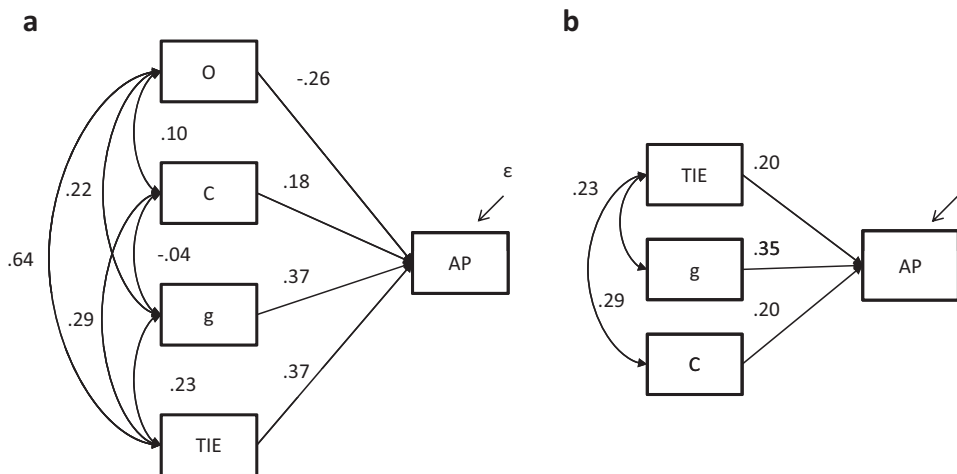 a
O
-.26
.10
C
.18
.22
-.04
ε
AP
.64
.37
.29
g
.23
.37
TIE
b
TIE
.20
.23
g
.35
AP
.29
.20
C